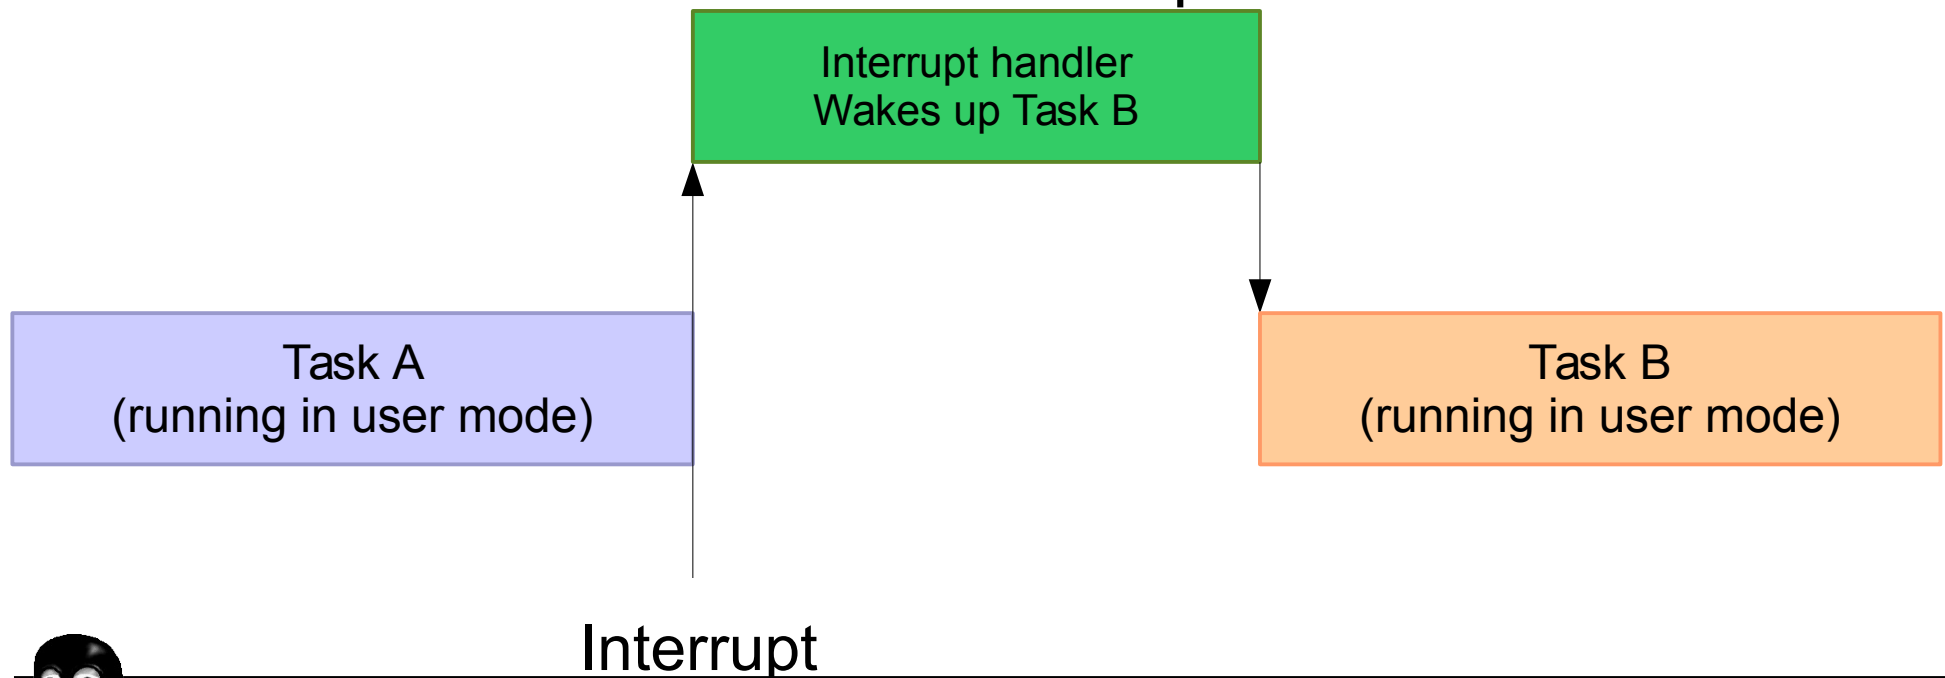 Interrupt handler
Wakes up Task B
Task A
(running in user mode)
Task B
(running in user mode)
Interrupt